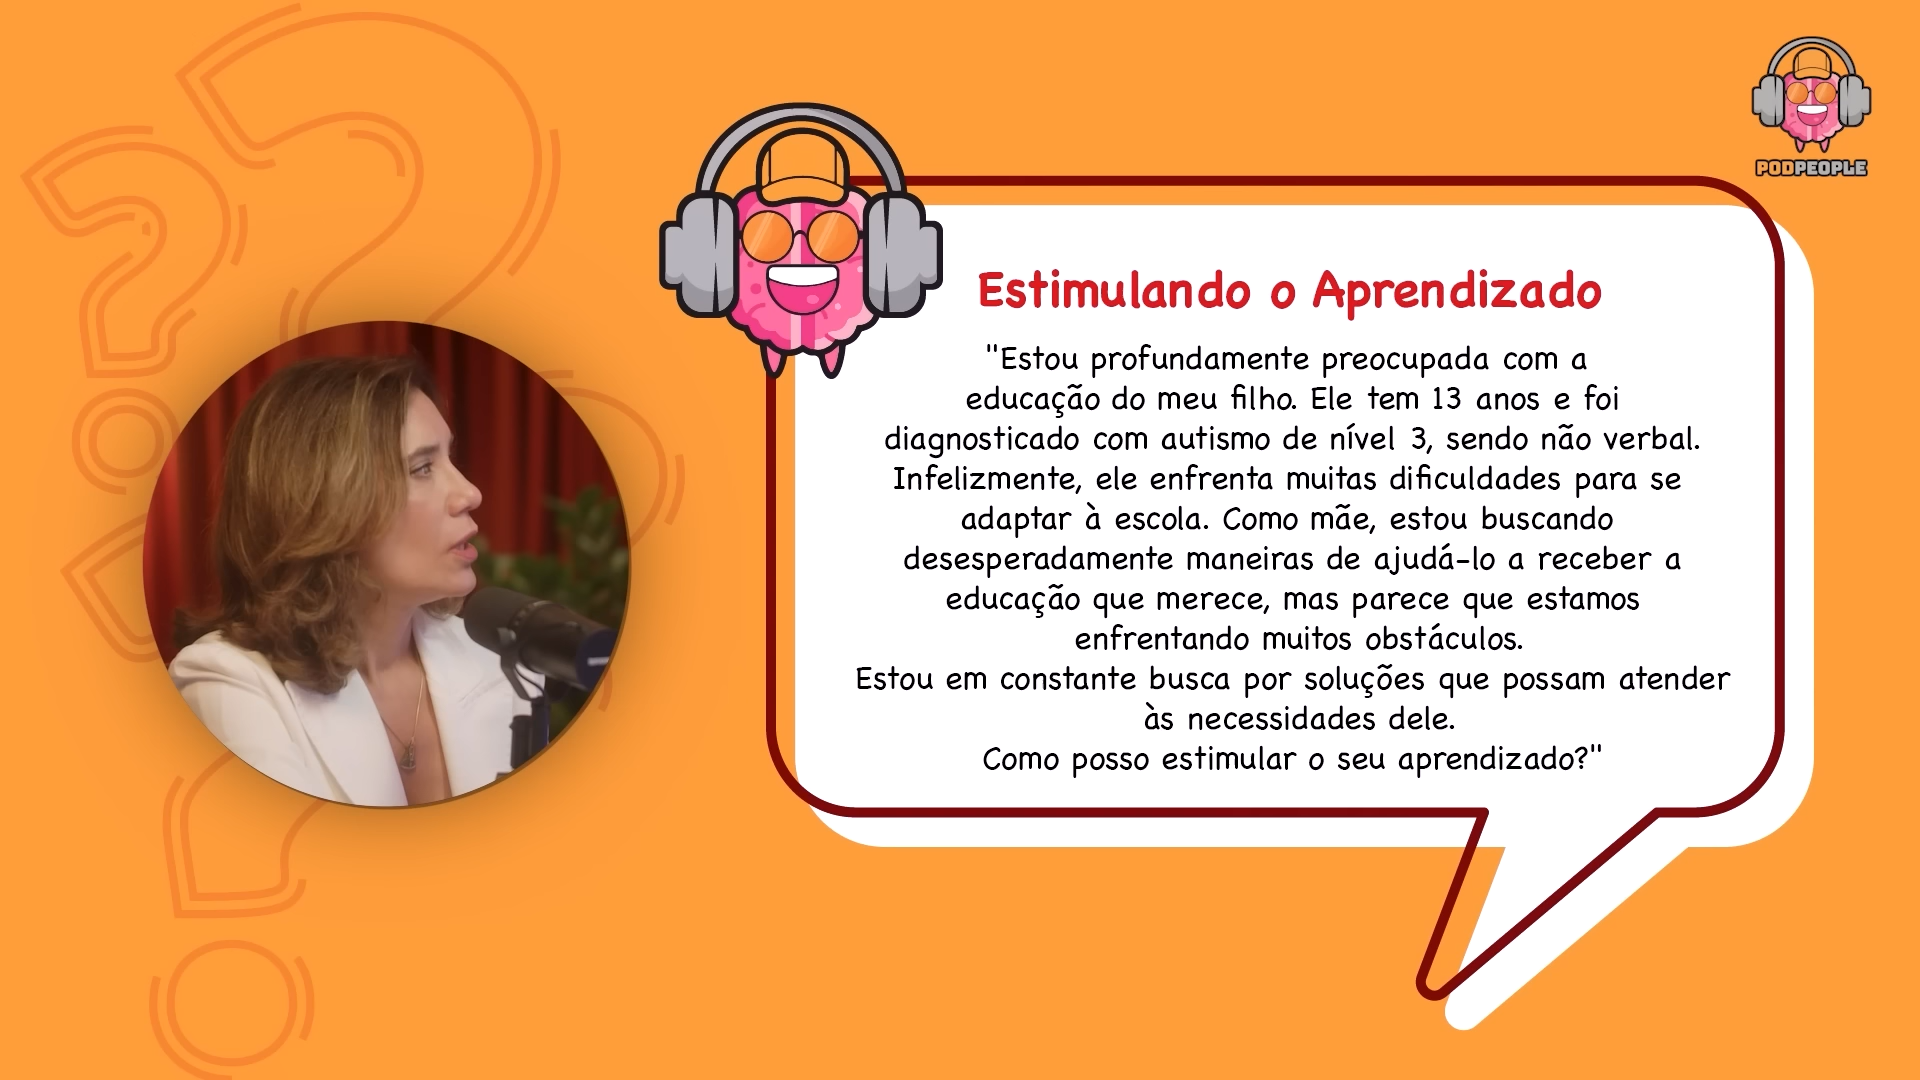 PODPEOPLE
Estimulando o Aprendizado
"Estou profundamente preocupada com a
educação do meu filho. Ele tem 13 anos e foi
diagnosticado com autismo de nível 3, sendo não verbal.
Infelizmente, ele enfrenta muitas dificuldades para se
adaptar à escola. Como mãe, estou buscando
desesperadamente maneiras de ajudá-lo a receber a
educação que merece, mas parece que estamos
enfrentando muitos obstáculos.
Estou em constante busca por soluções que possam atender
às necessidades dele.
Como posso estimular o seu aprendizado?"